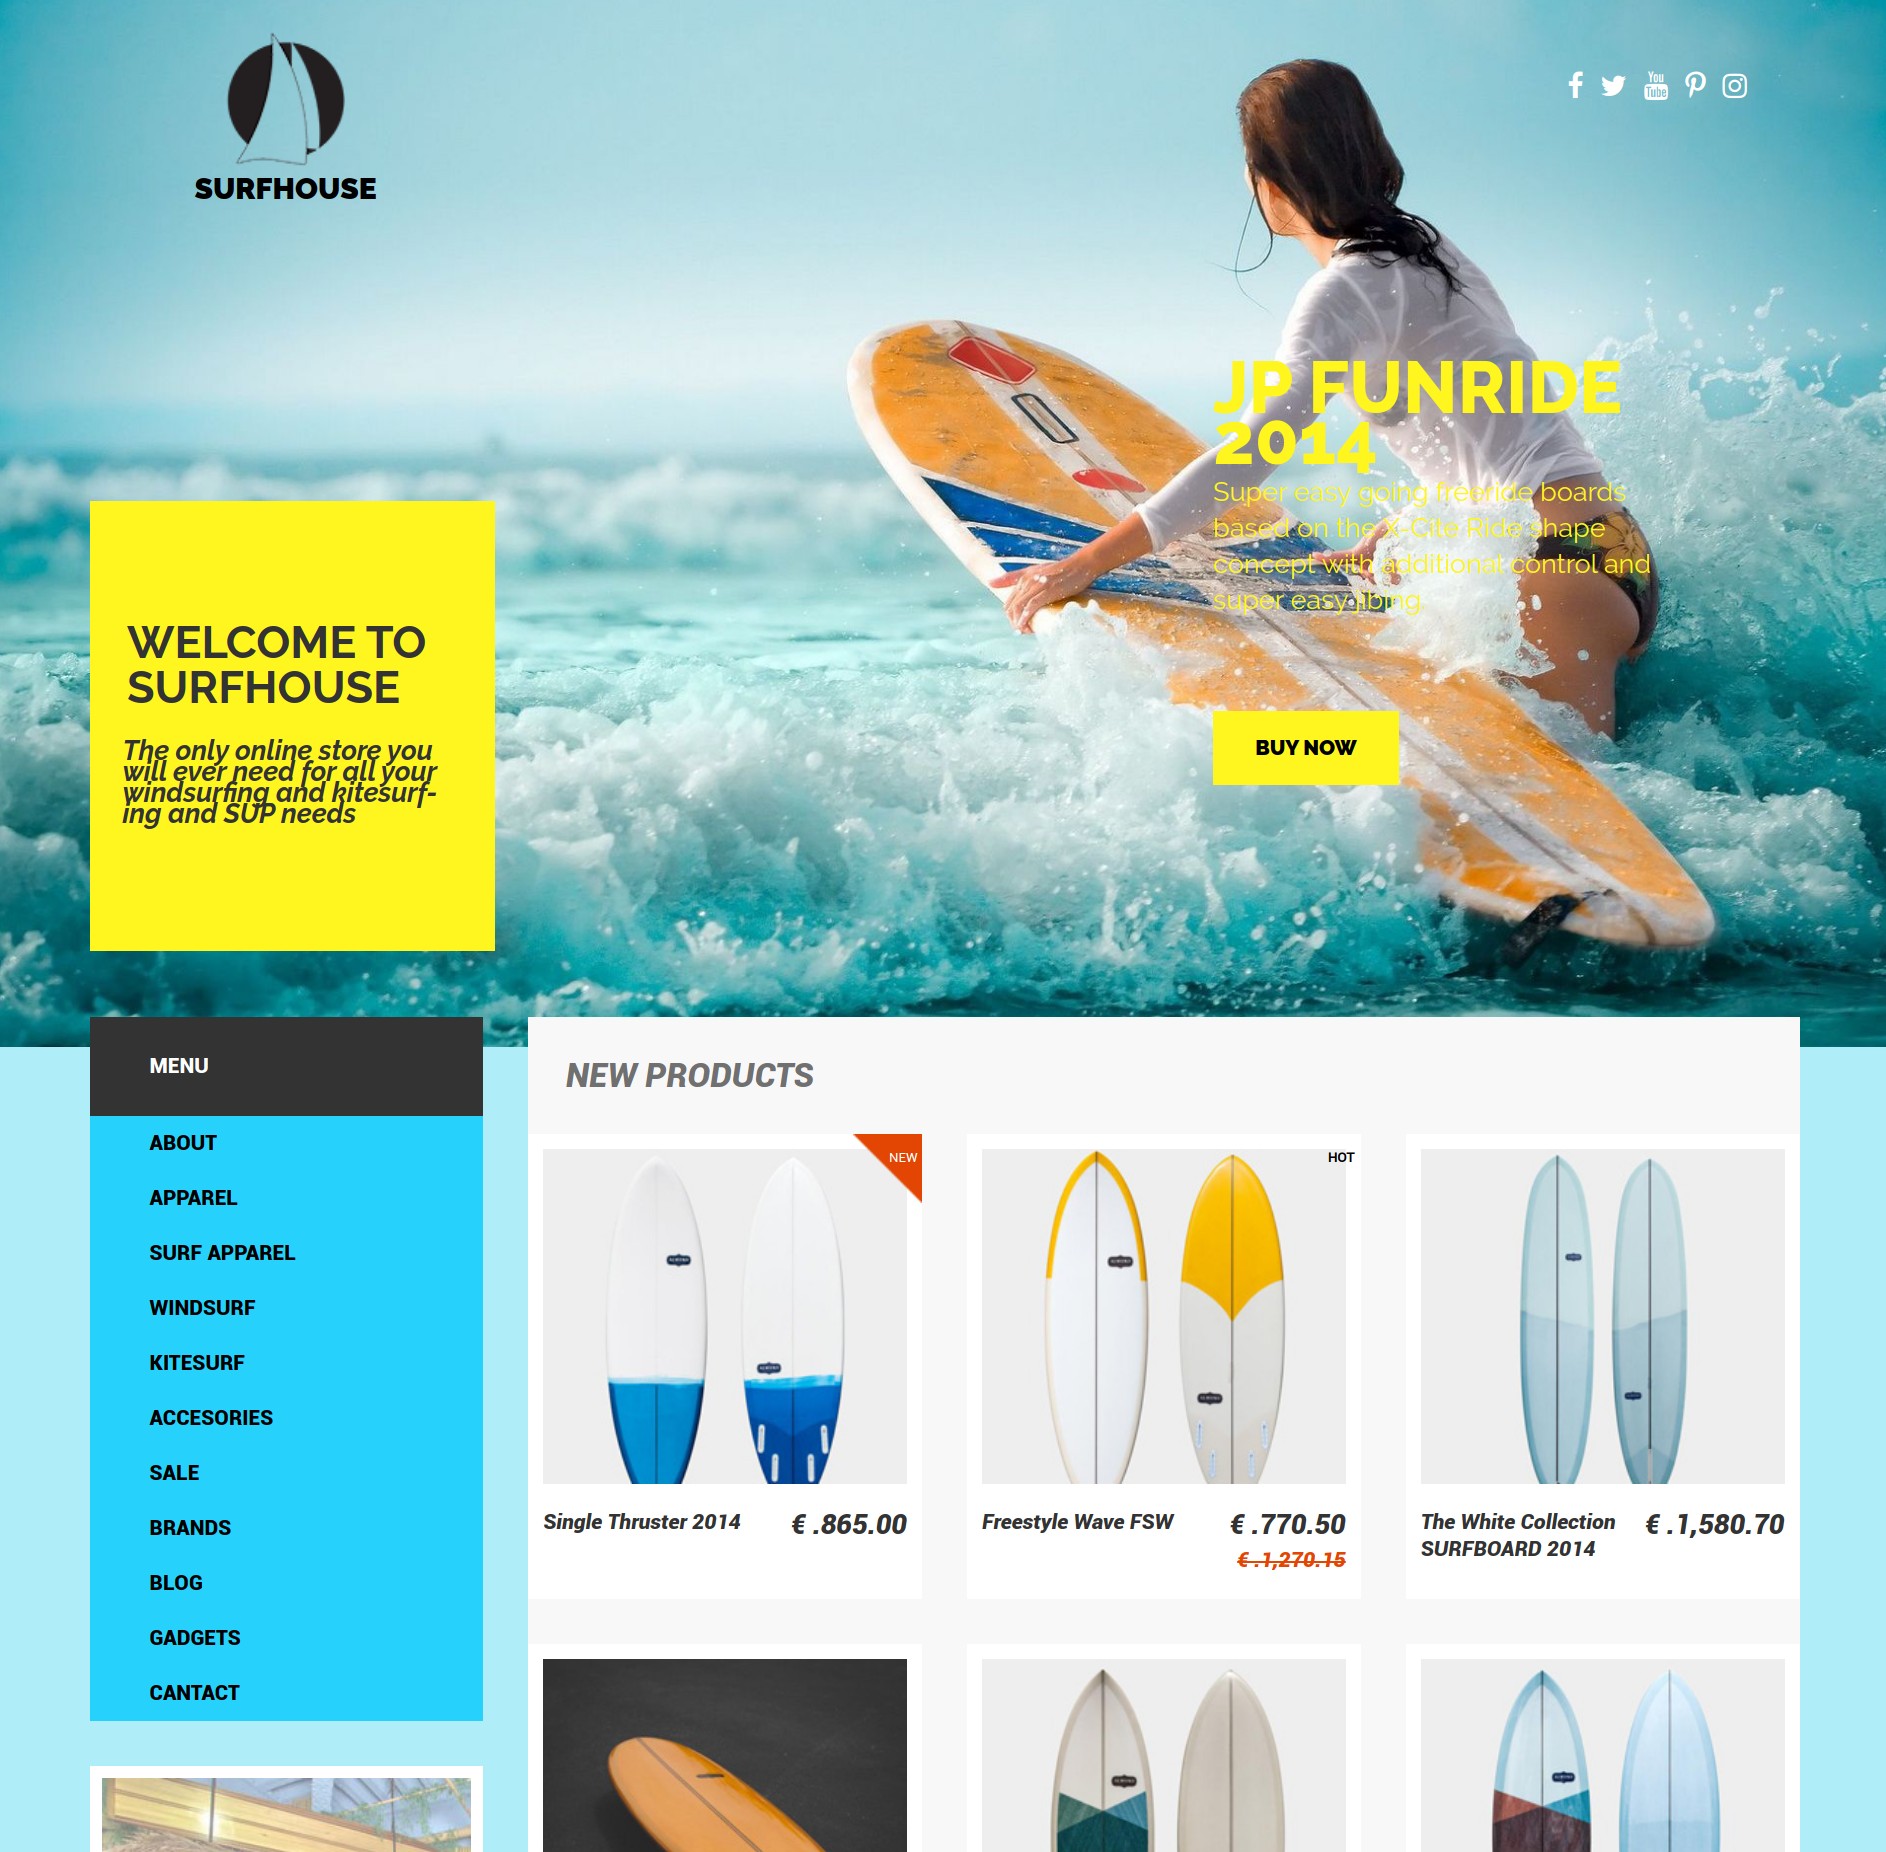 SURFHOUSE
You
Tube
JP FUNRIDE
2014
Super easy going freeride boards
based on the X-Cite Ride shape
concept with additional control and
super easy jibing.
BUY NOW
WELCOME TO
SURFHOUSE
The only online store you
will ever need for all your
windsurfing and kitesurf-
ing and SUP needs
MENU
ABOUT
APPAREL
SURF APPAREL
WINDSURF
KITESURF
ACCESORIES
SALE
BRANDS
BLOG
GADGETS
CANTACT
NEW PRODUCTS
NEW
Single Thruster 2014
€ .865.00
HOT
Freestyle Wave FSW
€ .770.50
€ .1,270.15
The White Collection
SURFBOARD 2014
€ .1,580.70